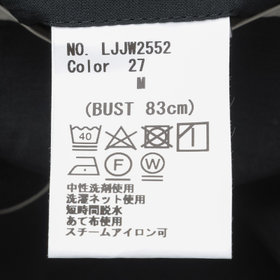 NO. LJJW2552
Color 27
M
(BUST 83cm)
40
F W
中性洗剤使用
洗濯ネット使用
短時間脱水
あて布使用
スチームアイロン可